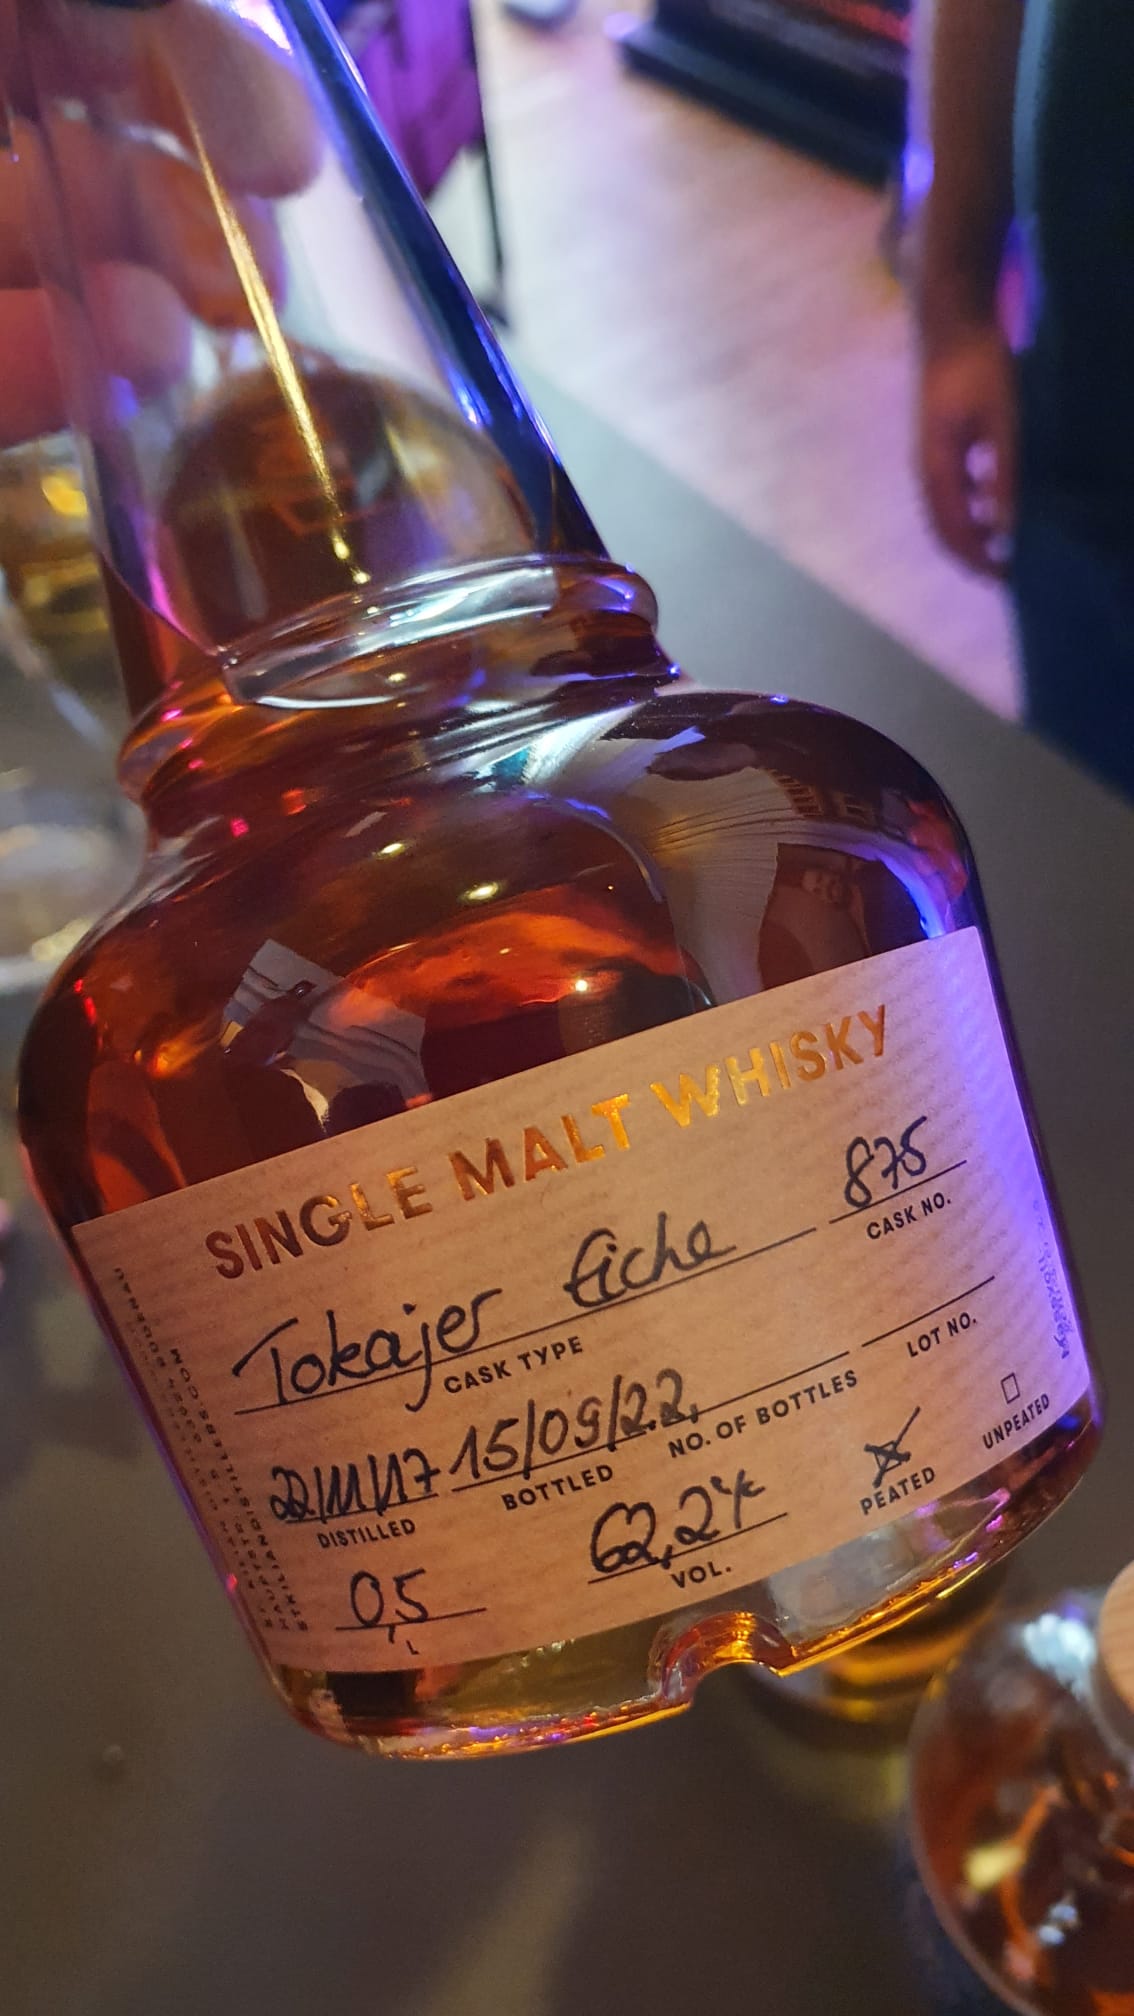 SINGLE MALT WHISKY
Tokajer Eiche 875
CASK TYPE CASK NO.
22/11/17 15/09/22
DISTILLED BOTTLED NO. OF BOTTLES LOT NO.
0,5 62,2%
L VOL. PEATED UNPEATED